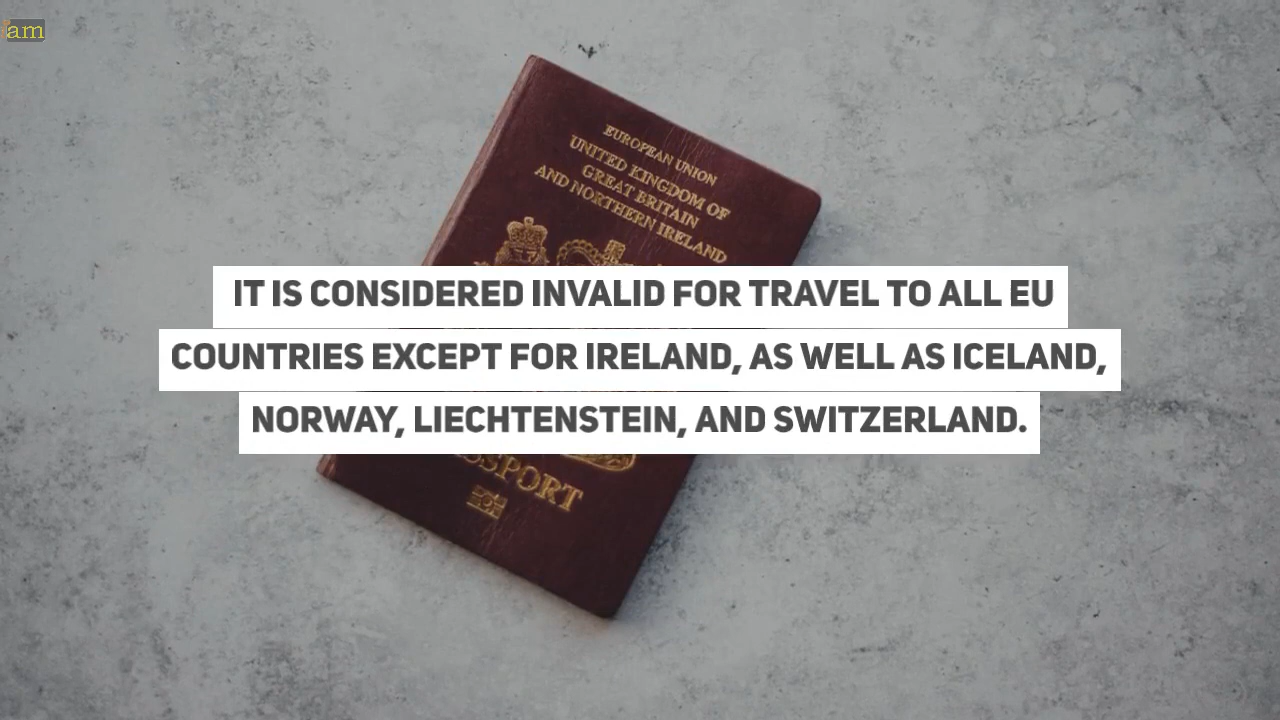 am
EUROPEAN UNION
UNITED KINGDOM OF
GREAT BRITAIN
AND NORTHERN IRELAND
IT IS CONSIDERED INVALID FOR TRAVEL TO ALL EU
COUNTRIES EXCEPT FOR IRELAND, AS WELL AS ICELAND,
NORWAY, LIECHTENSTEIN, AND SWITZERLAND.
SSPORT